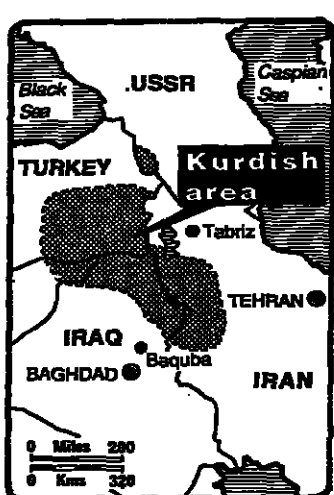 Black
Sea
.USSR
Caspian
Sea
TURKEY
Kurdish
area
Tabriz
TEHRAN
IRAQ
Baquba
BAGHDAD
IRAN
0 Miles 200
0 Kms 320